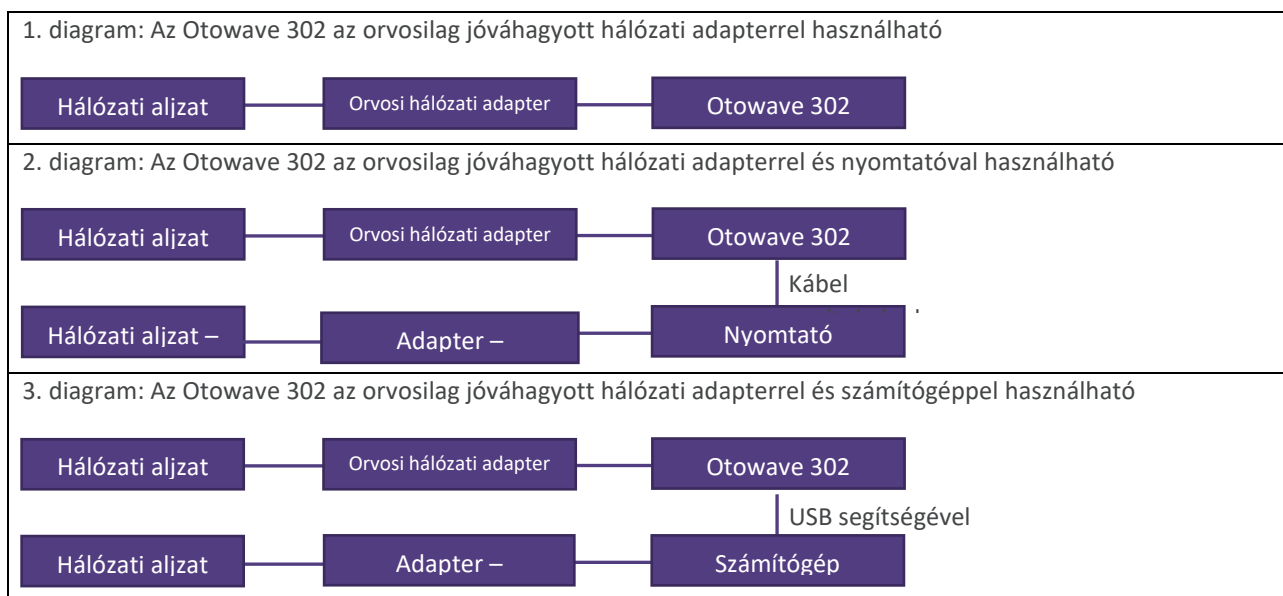 1. diagram: Az Otowave 302 az orvosilag jóváhagyott hálózati adapterrel használható
Hálózati aljzat
Orvosi hálózati adapter
Otowave 302
2. diagram: Az Otowave 302 az orvosilag jóváhagyott hálózati adapterrel és nyomtatóval használható
Hálózati aljzat
Orvosi hálózati adapter
Otowave 302
Kábel
Hálózati aljzat –
Adapter –
Nyomtató
3. diagram: Az Otowave 302 az orvosilag jóváhagyott hálózati adapterrel és számítógéppel használható
Hálózati aljzat
Orvosi hálózati adapter
Otowave 302
USB segítségével
Hálózati aljzat
Adapter –
Számítógép